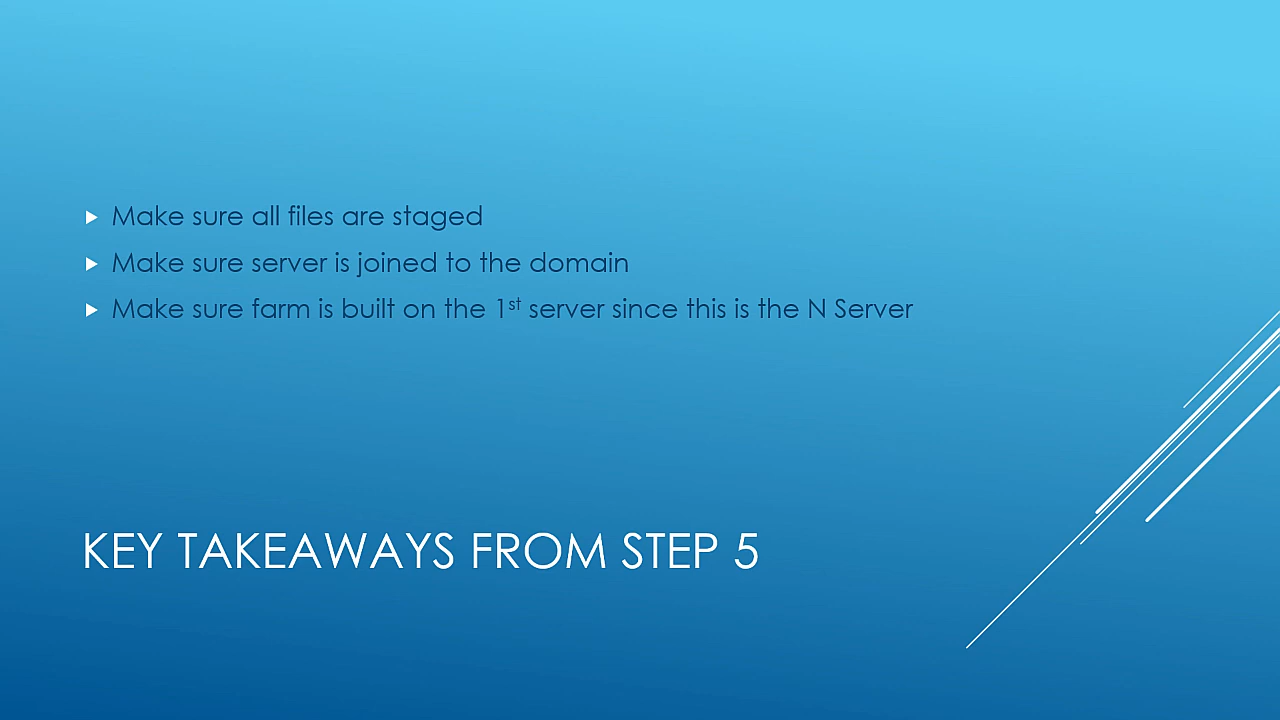 Make sure all files are staged
Make sure server is joined to the domain
Make sure farm is built on the 1st server since this is the N Server
KEY TAKEAWAYS FROM STEP 5